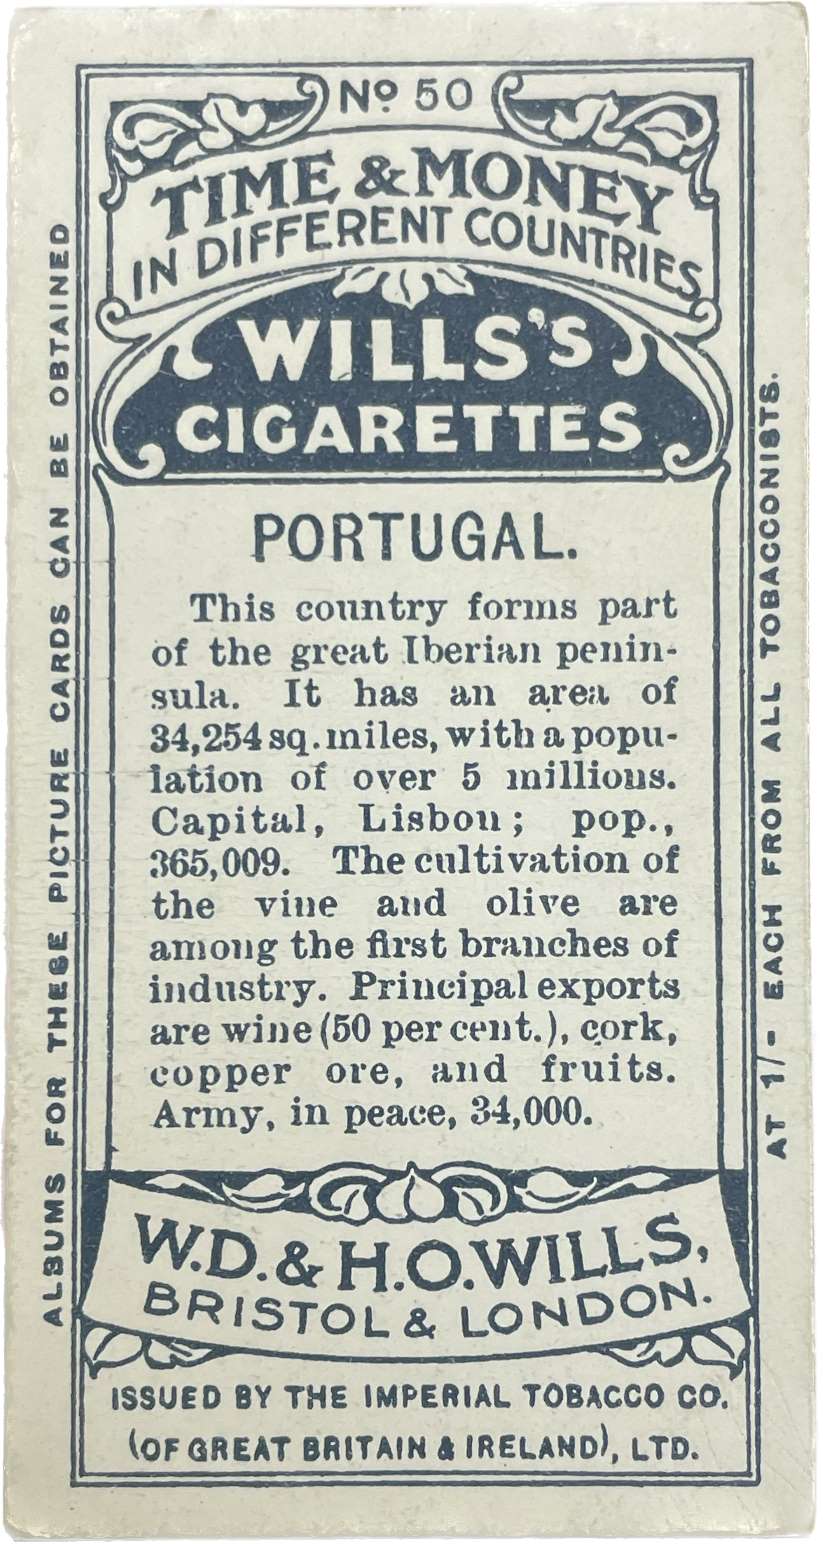 Nº 50
TIME & MONEY
IN DIFFERENT COUNTRIES
WILLS'S
CIGARETTES
PORTUGAL.
This country forms part
of the great Iberian penin-
sula. It has an area of
34,254 sq. miles, with a popu-
lation of over 5 millions.
Capital, Lisbon; pop.,
365,009. The cultivation of
the vine and olive are
among the first branches of
industry. Principal exports
are wine (50 per cent.), cork,
copper ore, and fruits.
Army, in peace, 34,000.
W.D. & H.O. WILLS,
BRISTOL & LONDON.
ISSUED BY THE IMPERIAL TOBACCO CO.
(OF GREAT BRITAIN & IRELAND), LTD.
ALBUMS FOR THESE PICTURE CARDS CAN BE OBTAINED
AT 1/- EACH FROM ALL TOBACCONISTS.